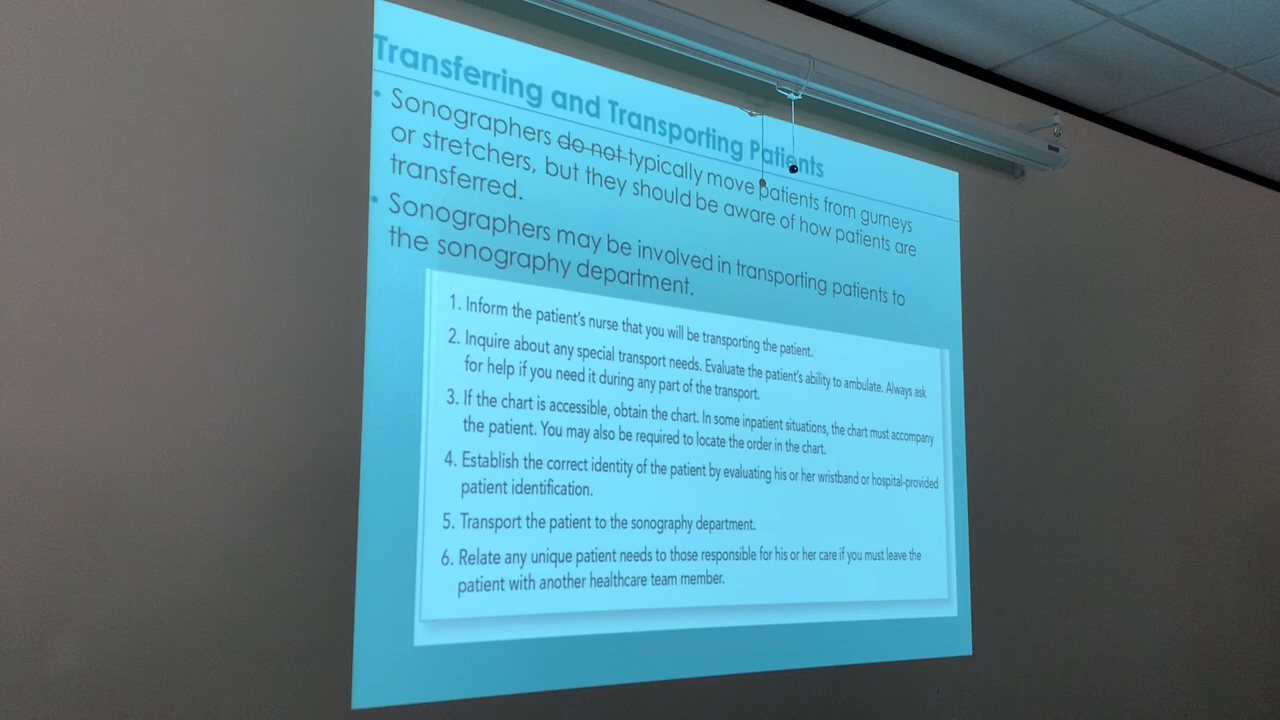 Transferring and Transporting Patients
• Sonographers ~~do not~~ typically move patients from gurneys
or stretchers, but they should be aware of how patients are
transferred.
• Sonographers may be involved in transporting patients to
the sonography department.
1. Inform the patient's nurse that you will be transporting the patient.
2. Inquire about any special transport needs. Evaluate the patient's ability to ambulate. Always ask
for help if you need it during any part of the transport.
3. If the chart is accessible, obtain the chart. In some inpatient situations, the chart must accompany
the patient. You may also be required to locate the order in the chart.
4. Establish the correct identity of the patient by evaluating his or her wristband or hospital-provided
patient identification.
5. Transport the patient to the sonography department.
6. Relate any unique patient needs to those responsible for his or her care if you must leave the
patient with another healthcare team member.